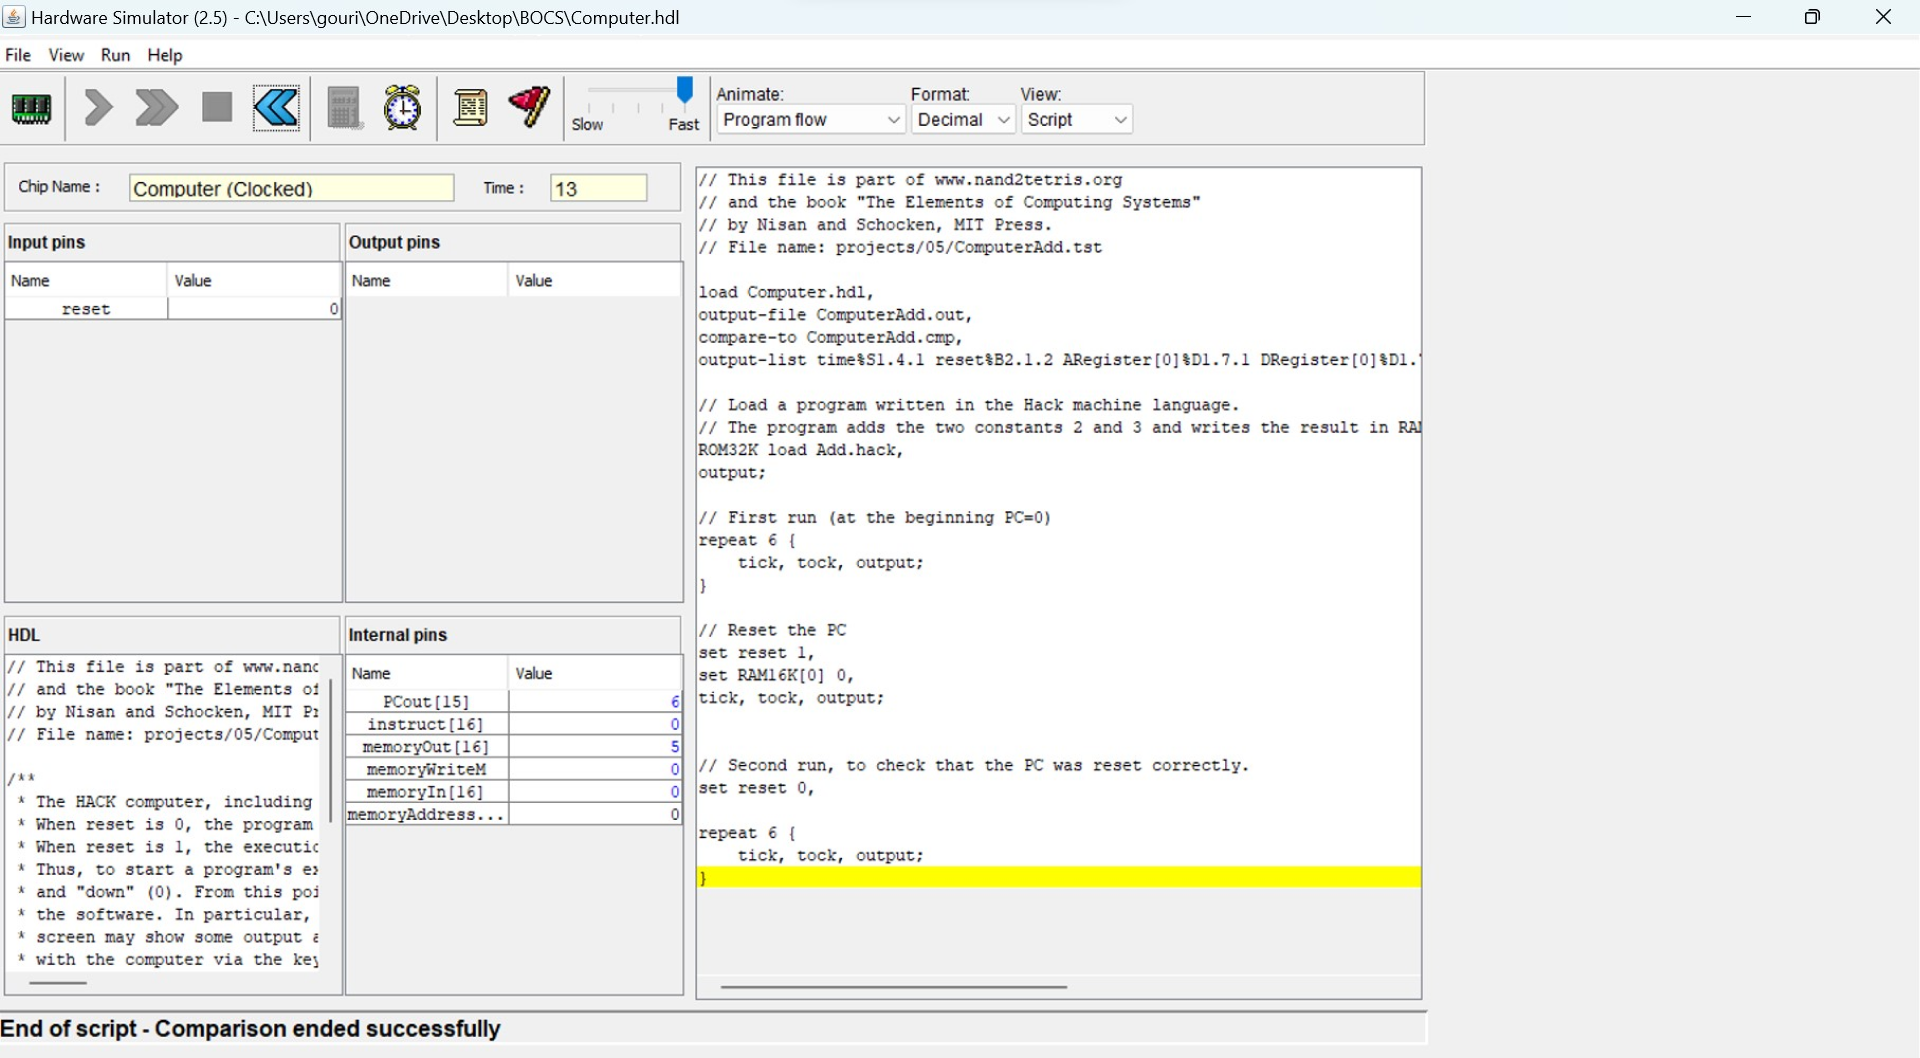 Hardware Simulator (2.5) - C:\Users\gouri\OneDrive\Desktop\BOCS\Computer.hdl
File View Run Help
Slow Fast
Animate: Format: View:
Program flow Decimal Script
Chip Name : Computer (Clocked) Time : 13
Input pins
Name Value
reset 0
Output pins
Name Value
HDL
// This file is part of www.nanc
// and the book "The Elements of
// by Nisan and Schocken, MIT Pr
// File name: projects/05/Comput
/**
* The HACK computer, including
* When reset is 0, the program
* When reset is 1, the executic
* Thus, to start a program's ex
* and "down" (0). From this poi
* the software. In particular,
* screen may show some output a
* with the computer via the key
Internal pins
Name Value
PCout[15] 6
instruct[16] 0
memoryOut[16] 5
memoryWriteM 0
memoryIn[16] 0
memoryAddress... 0
// This file is part of www.nand2tetris.org
// and the book "The Elements of Computing Systems"
// by Nisan and Schocken, MIT Press.
// File name: projects/05/ComputerAdd.tst
load Computer.hdl,
output-file ComputerAdd.out,
compare-to ComputerAdd.cmp,
output-list time%S1.4.1 reset%B2.1.2 ARegister[0]%D1.7.1 DRegister[0]%D1.
// Load a program written in the Hack machine language.
// The program adds the two constants 2 and 3 and writes the result in RA
ROM32K load Add.hack,
output;
// First run (at the beginning PC=0)
repeat 6 {
tick, tock, output;
}
// Reset the PC
set reset 1,
set RAM16K[0] 0,
tick, tock, output;
// Second run, to check that the PC was reset correctly.
set reset 0,
repeat 6 {
tick, tock, output;
}
End of script - Comparison ended successfully